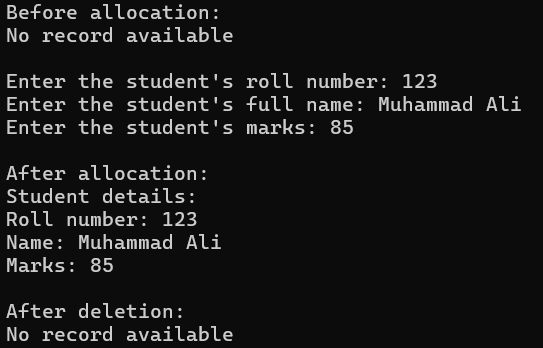 Before allocation:
No record available
Enter the student's roll number: 123
Enter the student's full name: Muhammad Ali
Enter the student's marks: 85
After allocation:
Student details:
Roll number: 123
Name: Muhammad Ali
Marks: 85
After deletion:
No record available